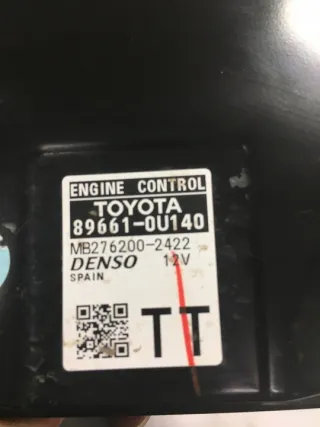 ENGINE CONTROL
TOYOTA
89661-0U140
MB276200-2422
DENSO 12V
SPAIN
TT